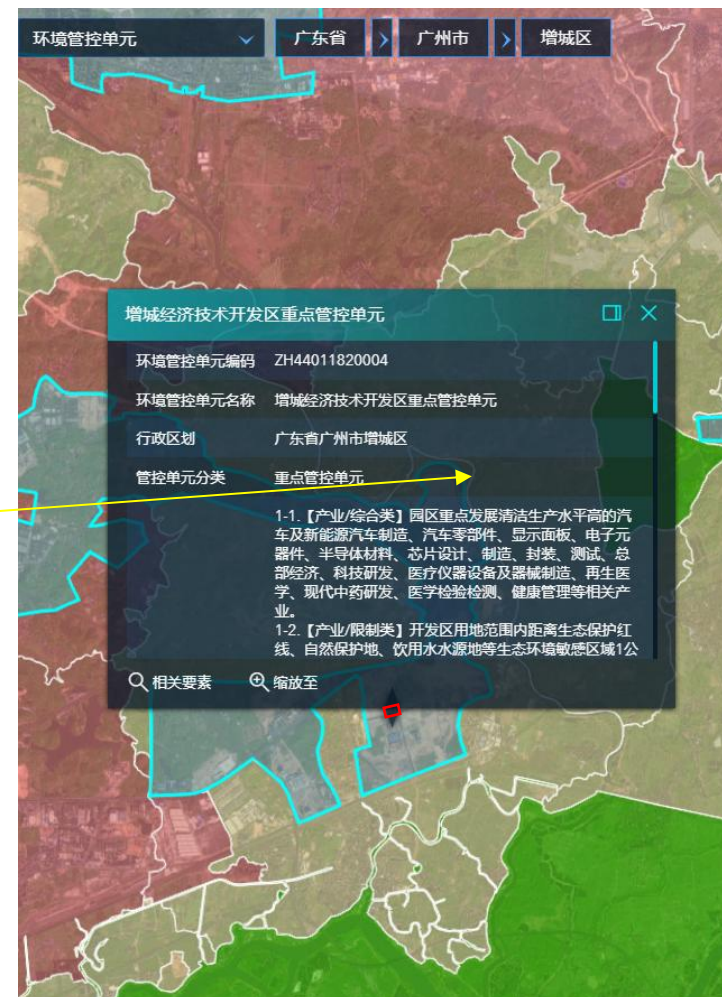 环境管控单元 广东省 > 广州市 > 增城区
增城经济技术开发区重点管控单元
环境管控单元编码 ZH44011820004
环境管控单元名称 增城经济技术开发区重点管控单元
行政区划 广东省广州市增城区
管控单元分类 重点管控单元
1-1.【产业/综合类】园区重点发展清洁生产水平高的汽
车及新能源汽车制造、汽车零部件、显示面板、电子元
器件、半导体材料、芯片设计、制造、封装、测试、总
部经济、科技研发、医疗仪器设备及器械制造、再生医
学、现代中药研发、医学检验检测、健康管理等相关产
业。
1-2.【产业/限制类】开发区用地范围内距离生态保护红
线、自然保护地、饮用水水源地等生态环境敏感区域1公
相关要素 缩放至